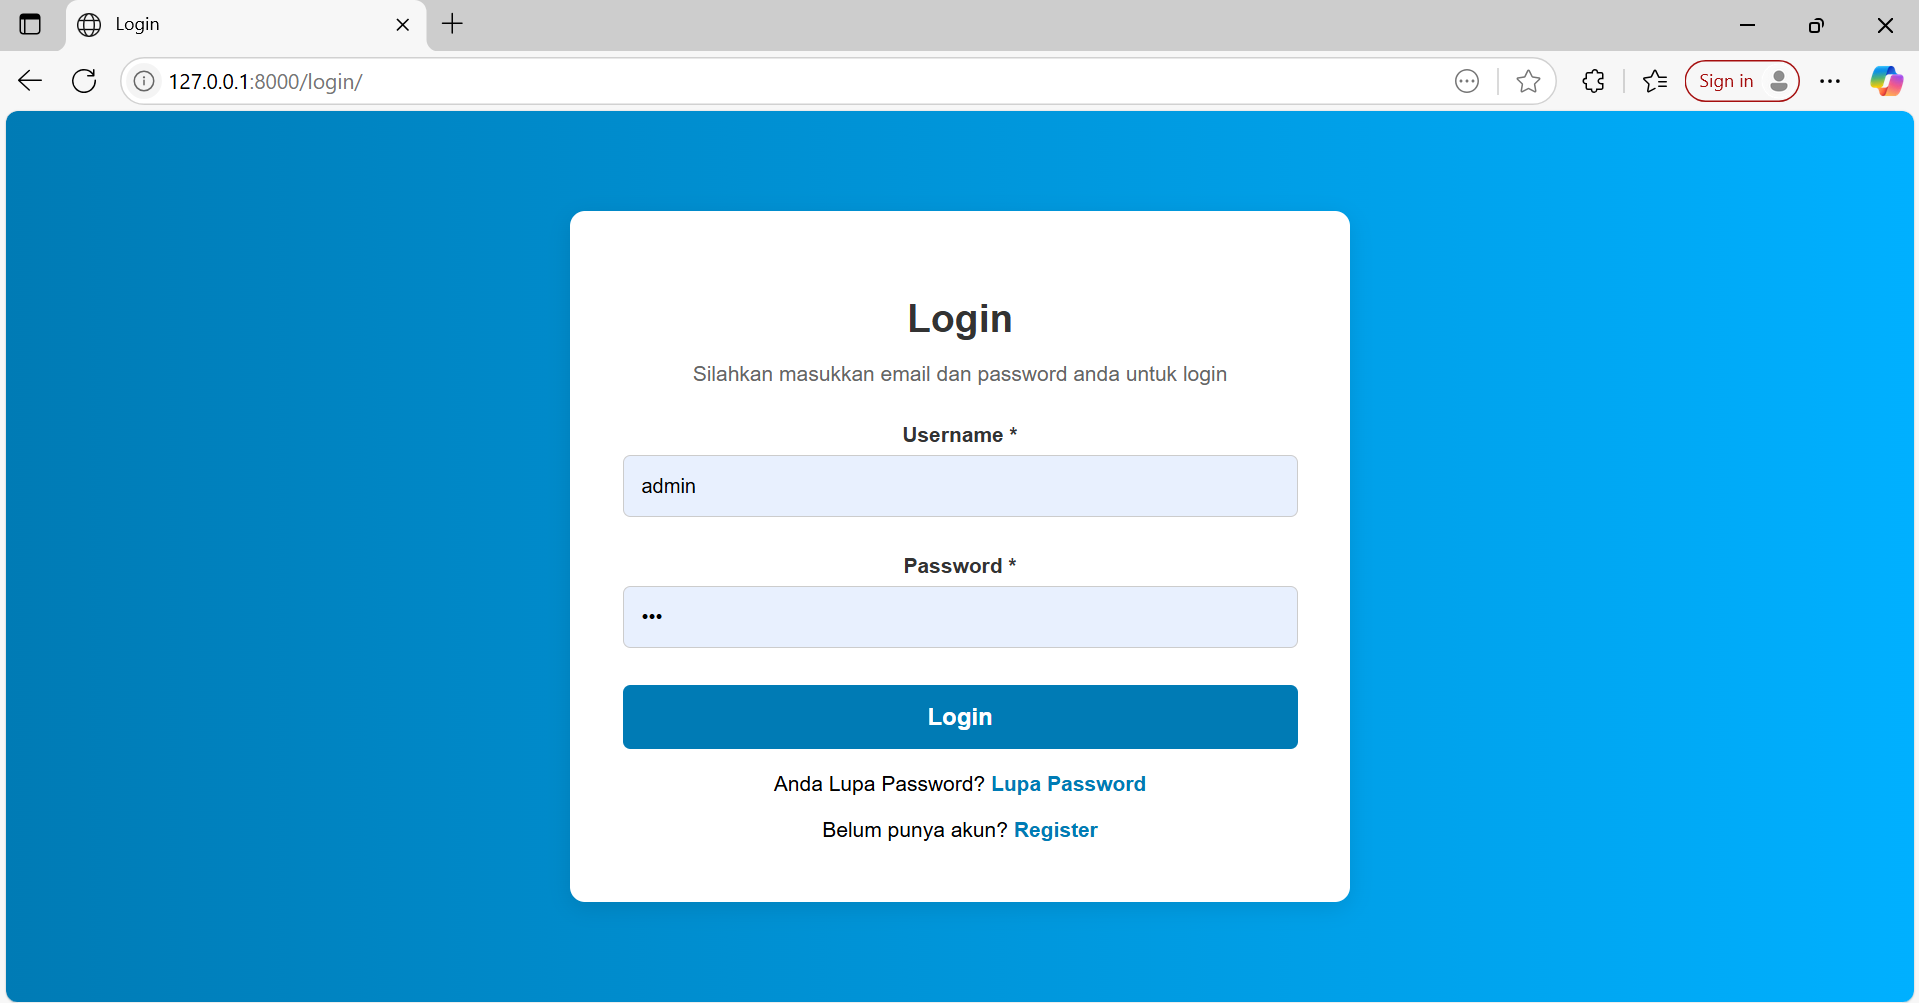 Login
127.0.0.1:8000/login/
Sign in
Login
Silahkan masukkan email dan password anda untuk login
Username *
admin
Password *
•••
Login
Anda Lupa Password? Lupa Password
Belum punya akun? Register